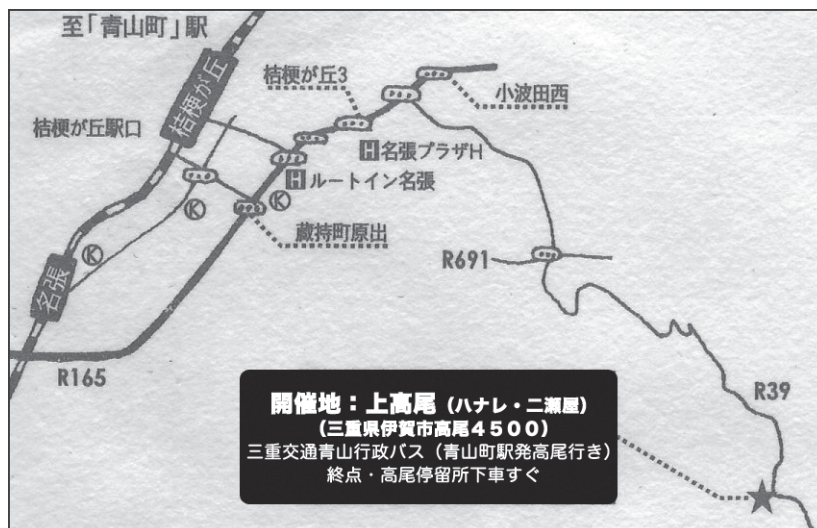 至「青山町」駅
桔梗が丘
桔梗が丘3
小波田西
桔梗が丘駅口
H名張プラザH
Hルートイン名張
K
K
K
蔵持町原出
名張
R691
R165
R39
開催地：上高尾（ハナレ・二瀬屋）
（三重県伊賀市高尾4500）
三重交通青山行政バス（青山町駅発高尾行き）
終点・高尾停留所下車すぐ